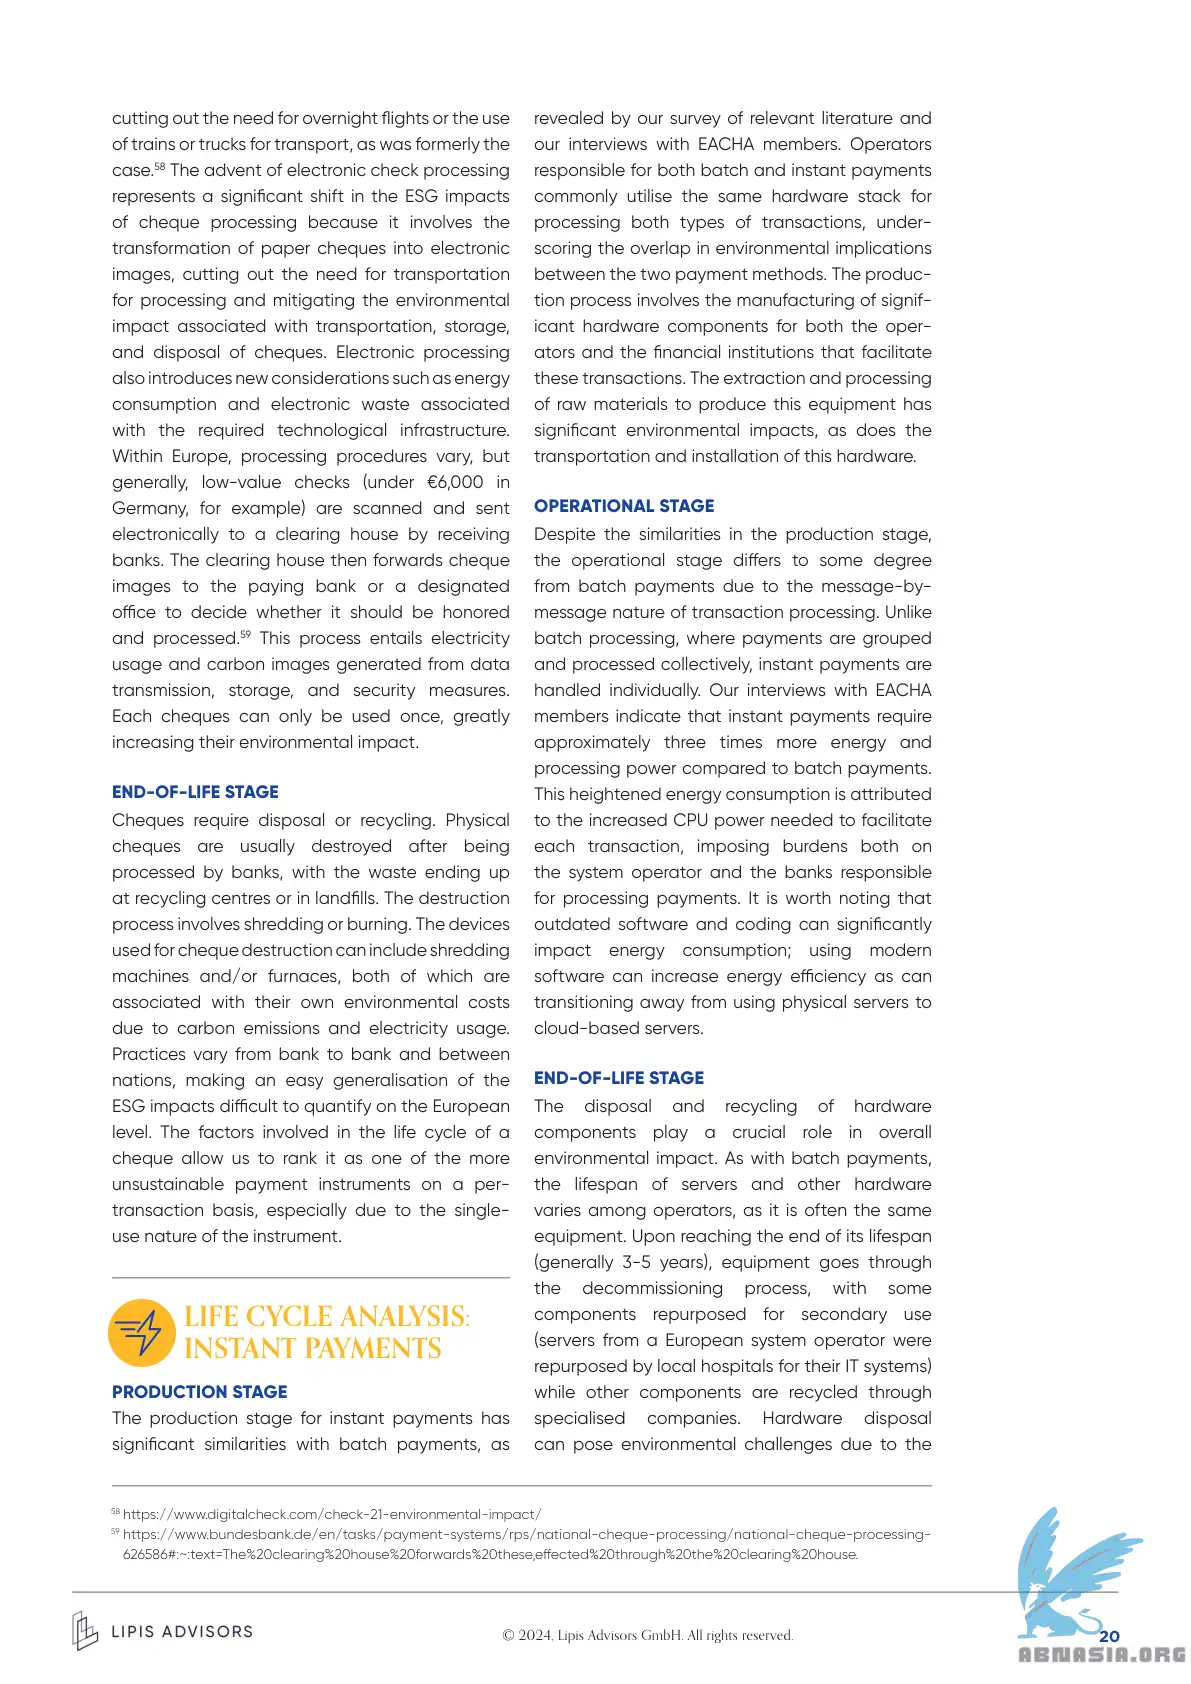 cutting out the need for overnight flights or the use
of trains or trucks for transport, as was formerly the
case.58 The advent of electronic check processing
represents a significant shift in the ESG impacts
of cheque processing because it involves the
transformation of paper cheques into electronic
images, cutting out the need for transportation
for processing and mitigating the environmental
impact associated with transportation, storage,
and disposal of cheques. Electronic processing
also introduces new considerations such as energy
consumption and electronic waste associated
with the required technological infrastructure.
Within Europe, processing procedures vary, but
generally, low-value checks (under €6,000 in
Germany, for example) are scanned and sent
electronically to a clearing house by receiving
banks. The clearing house then forwards cheque
images to the paying bank or a designated
office to decide whether it should be honored
and processed.59 This process entails electricity
usage and carbon images generated from data
transmission, storage, and security measures.
Each cheques can only be used once, greatly
increasing their environmental impact.
END-OF-LIFE STAGE
Cheques require disposal or recycling. Physical
cheques are usually destroyed after being
processed by banks, with the waste ending up
at recycling centres or in landfills. The destruction
process involves shredding or burning. The devices
used for cheque destruction can include shredding
machines and/or furnaces, both of which are
associated with their own environmental costs
due to carbon emissions and electricity usage.
Practices vary from bank to bank and between
nations, making an easy generalisation of the
ESG impacts difficult to quantify on the European
level. The factors involved in the life cycle of a
cheque allow us to rank it as one of the more
unsustainable payment instruments on a per-
transaction basis, especially due to the single-
use nature of the instrument.
LIFE CYCLE ANALYSIS:
INSTANT PAYMENTS
PRODUCTION STAGE
The production stage for instant payments has
significant similarities with batch payments, as
revealed by our survey of relevant literature and
our interviews with EACHA members. Operators
responsible for both batch and instant payments
commonly utilise the same hardware stack for
processing both types of transactions, under-
scoring the overlap in environmental implications
between the two payment methods. The produc-
tion process involves the manufacturing of signif-
icant hardware components for both the oper-
ators and the financial institutions that facilitate
these transactions. The extraction and processing
of raw materials to produce this equipment has
significant environmental impacts, as does the
transportation and installation of this hardware.
OPERATIONAL STAGE
Despite the similarities in the production stage,
the operational stage differs to some degree
from batch payments due to the message-by-
message nature of transaction processing. Unlike
batch processing, where payments are grouped
and processed collectively, instant payments are
handled individually. Our interviews with EACHA
members indicate that instant payments require
approximately three times more energy and
processing power compared to batch payments.
This heightened energy consumption is attributed
to the increased CPU power needed to facilitate
each transaction, imposing burdens both on
the system operator and the banks responsible
for processing payments. It is worth noting that
outdated software and coding can significantly
impact energy consumption; using modern
software can increase energy efficiency as can
transitioning away from using physical servers to
cloud-based servers.
END-OF-LIFE STAGE
The disposal and recycling of hardware
components play a crucial role in overall
environmental impact. As with batch payments,
the lifespan of servers and other hardware
varies among operators, as it is often the same
equipment. Upon reaching the end of its lifespan
(generally 3-5 years), equipment goes through
the decommissioning process, with some
components repurposed for secondary use
(servers from a European system operator were
repurposed by local hospitals for their IT systems)
while other components are recycled through
specialised companies. Hardware disposal
can pose environmental challenges due to the
58 https://www.digitalcheck.com/check-21-environmental-impact/
59 https://www.bundesbank.de/en/tasks/payment-systems/rps/national-cheque-processing/national-cheque-processing-
626586#:~:text=The%20clearing%20house%20forwards%20these,effected%20through%20the%20clearing%20house.
LIPIS ADVISORS
© 2024, Lipis Advisors GmbH. All rights reserved.
20
ABNASIA.ORG